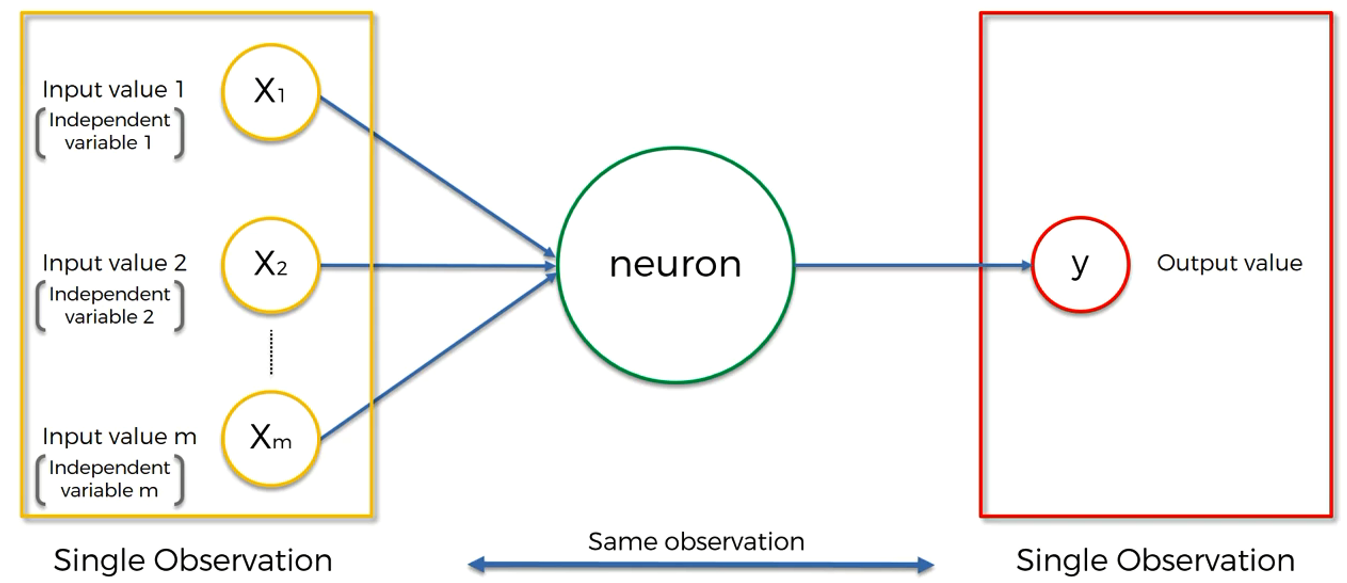 Input value 1
Independent
variable 1
X1
Input value 2
Independent
variable 2
X2
Input value m
Independent
variable m
Xm
neuron
y
Output value
Single Observation
Same observation
Single Observation